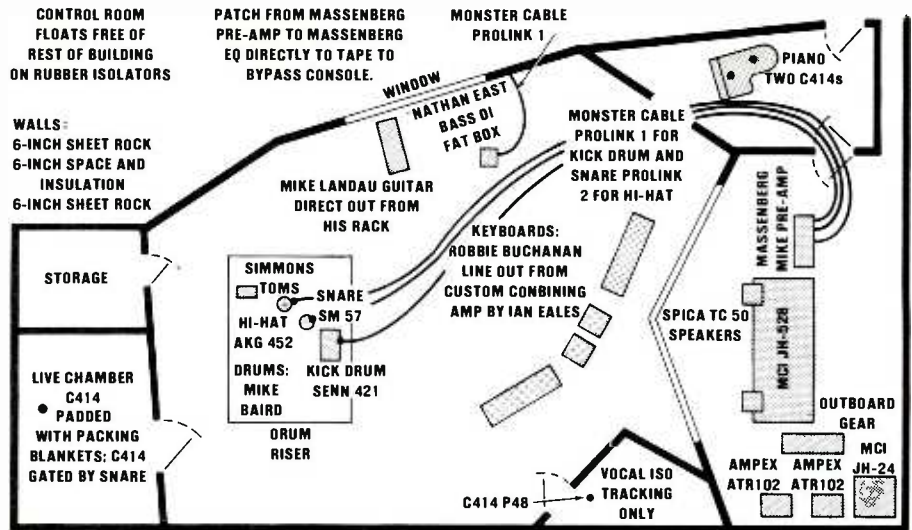 CONTROL ROOM
FLOATS FREE OF
REST OF BUILDING
ON RUBBER ISOLATORS
PATCH FROM MASSENBERG
PRE-AMP TO MASSENBERG
EQ DIRECTLY TO TAPE TO
BYPASS CONSOLE.
MONSTER CABLE
PROLINK 1
PIANO
TWO C414s
WINDOW
NATHAN EAST
BASS DI
FAT BOX
WALLS:
6-INCH SHEET ROCK
6-INCH SPACE AND
INSULATION
6-INCH SHEET ROCK
MONSTER CABLE
PROLINK 1 FOR
KICK DRUM AND
SNARE PROLINK
2 FOR HI-HAT
MIKE LANDAU GUITAR
DIRECT OUT FROM
HIS RACK
MASSENBERG
MIKE PRE-AMP
KEYBOARDS:
ROBBIE BUCHANAN
LINE OUT FROM
CUSTOM CONBINING
AMP BY IAN EALES
STORAGE
SIMMONS
TOMS
SNARE
SM 57
HI-HAT
AKG 452
KICK DRUM
SENN 421
DRUMS:
MIKE
BAIRD
ORUM
RISER
SPICA TC 50
SPEAKERS
MCI JH-528
LIVE CHAMBER
C414
PADDED
WITH PACKING
BLANKETS; C414
GATED BY SNARE
OUTBOARD
GEAR
MCI
JH-24
AMPEX
ATR102
AMPEX
ATR102
VOCAL ISO
TRACKING
ONLY
C414 P48